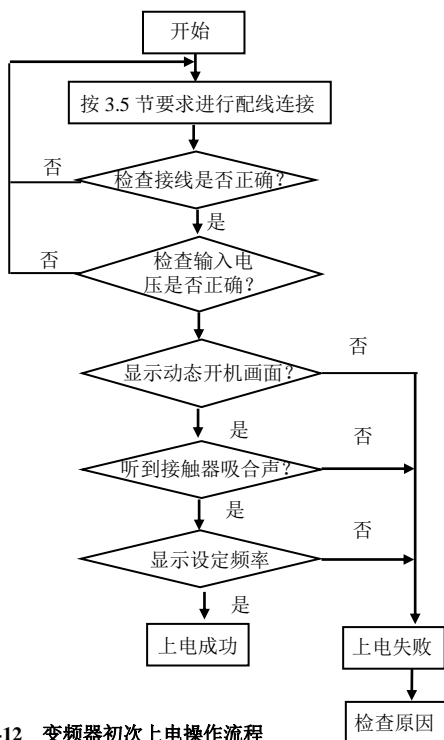 开始
按 3.5 节要求进行配线连接
否
检查接线是否正确？
是
否
检查输入电
压是否正确？
否
显示动态开机画面？
是
否
听到接触器吸合声？
是
否
显示设定频率
是
上电成功
上电失败
检查原因
-12 变频器初次上电操作流程